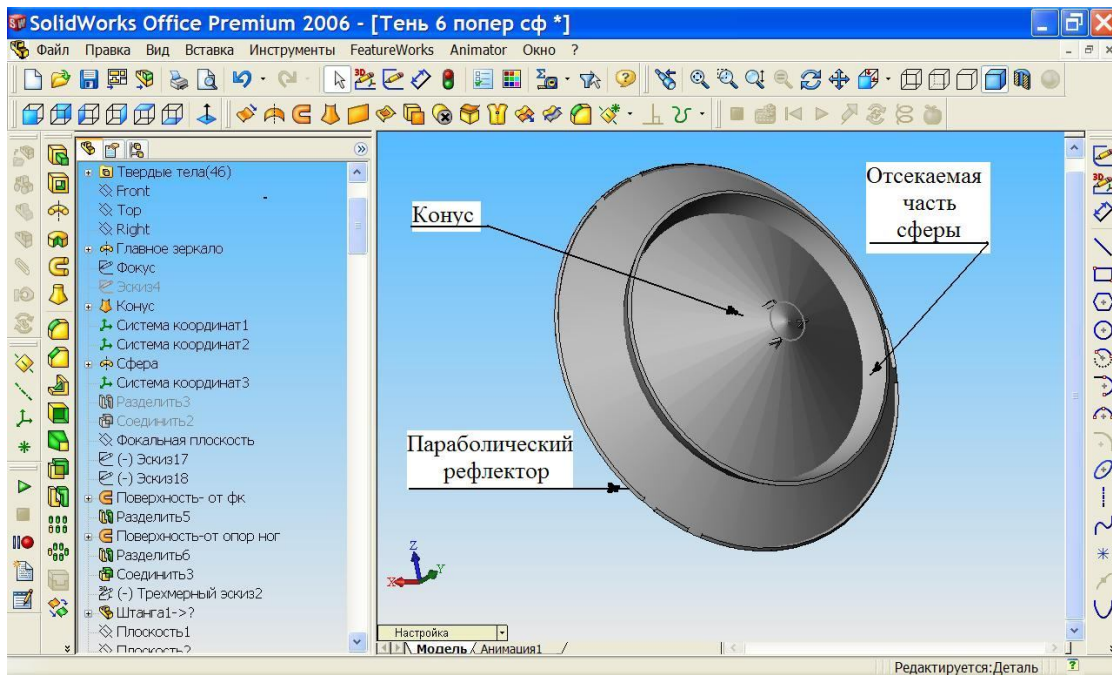 SolidWorks Office Premium 2006 - [Тень 6 попер сф *]
Файл Правка Вид Вставка Инструменты FeatureWorks Animator Окно ?
Твердые тела(46)
Front
Top
Right
Главное зеркало
Фокус
Эскиз4
Конус
Система координат1
Система координат2
Сфера
Система координат3
Разделить3
Соединить2
Фокальная плоскость
(-) Эскиз17
(-) Эскиз18
Поверхность- от фк
Разделить5
Поверхность-от опор ног
Разделить6
Соединить3
(-) Трехмерный эскиз2
Штанга1->?
Плоскость1
Плоскость2
Конус
Отсекаемая
часть
сферы
Параболический
рефлектор
Z
X
Y
Настройка
Модель Анимация1
Редактируется:Деталь